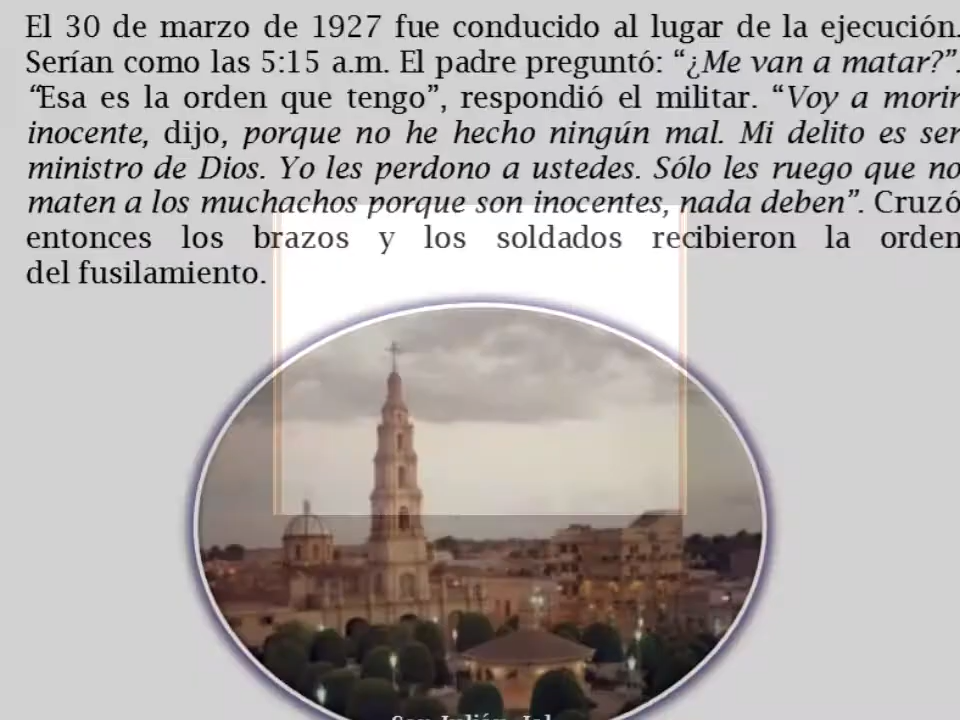 El 30 de marzo de 1927 fue conducido al lugar de la ejecución.
Serían como las 5:15 a.m. El padre preguntó: “¿Me van a matar?”.
“Esa es la orden que tengo”, respondió el militar. “Voy a morir
inocente, dijo, porque no he hecho ningún mal. Mi delito es ser
ministro de Dios. Yo les perdono a ustedes. Sólo les ruego que no
maten a los muchachos porque son inocentes, nada deben”. Cruzó
entonces los brazos y los soldados recibieron la orden
del fusilamiento.
San Julián, Jal.